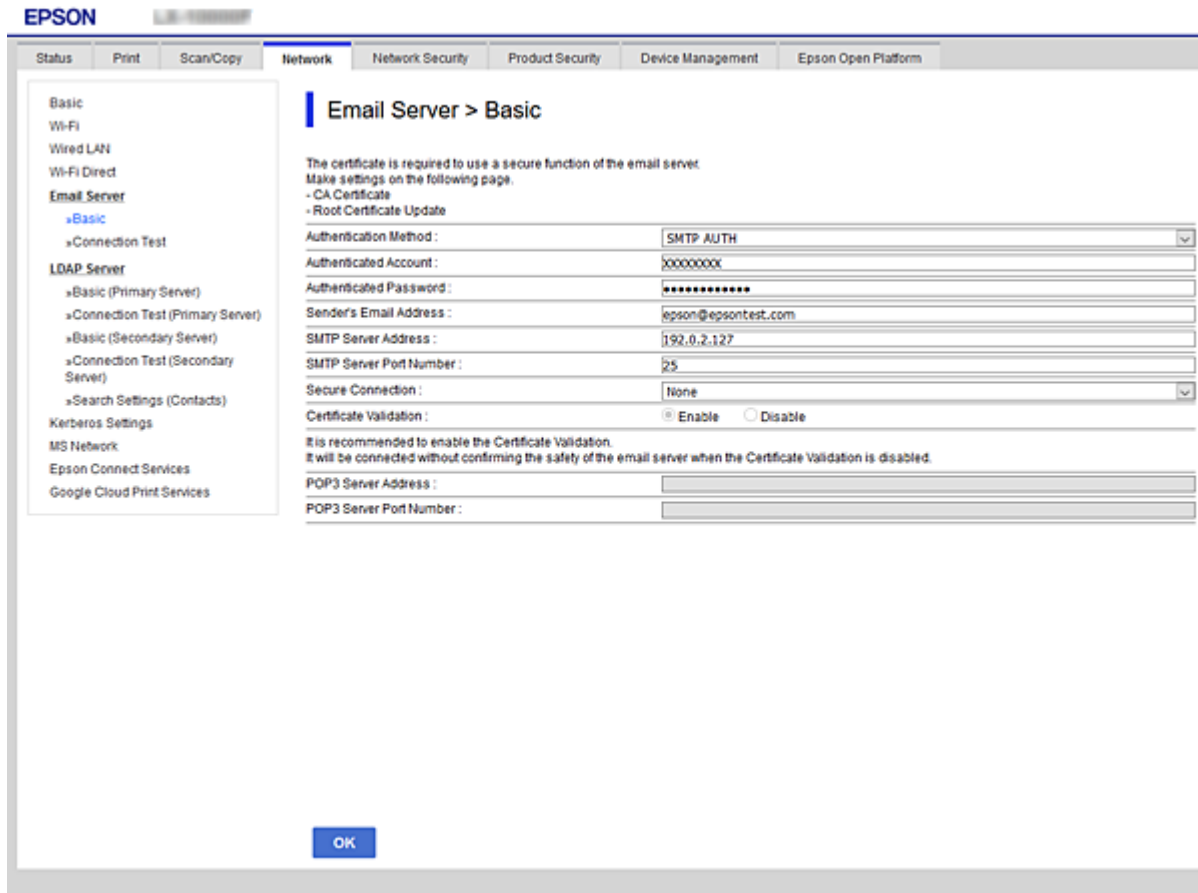 EPSON
Status Print Scan/Copy Network Network Security Product Security Device Management Epson Open Platform
Basic
Wi-Fi
Wired LAN
Wi-Fi Direct
Email Server
»Basic
»Connection Test
LDAP Server
»Basic (Primary Server)
»Connection Test (Primary Server)
»Basic (Secondary Server)
»Connection Test (Secondary
Server)
»Search Settings (Contacts)
Kerberos Settings
MS Network
Epson Connect Services
Google Cloud Print Services
Email Server > Basic
The certificate is required to use a secure function of the email server.
Make settings on the following page.
- CA Certificate
- Root Certificate Update
Authentication Method : SMTP AUTH
Authenticated Account : XXXXXXXX
Authenticated Password : ••••••••••••
Sender's Email Address : epson@epsontest.com
SMTP Server Address : 192.0.2.127
SMTP Server Port Number : 25
Secure Connection : None
Certificate Validation : Enable Disable
It is recommended to enable the Certificate Validation.
It will be connected without confirming the safety of the email server when the Certificate Validation is disabled.
POP3 Server Address :
POP3 Server Port Number :
OK